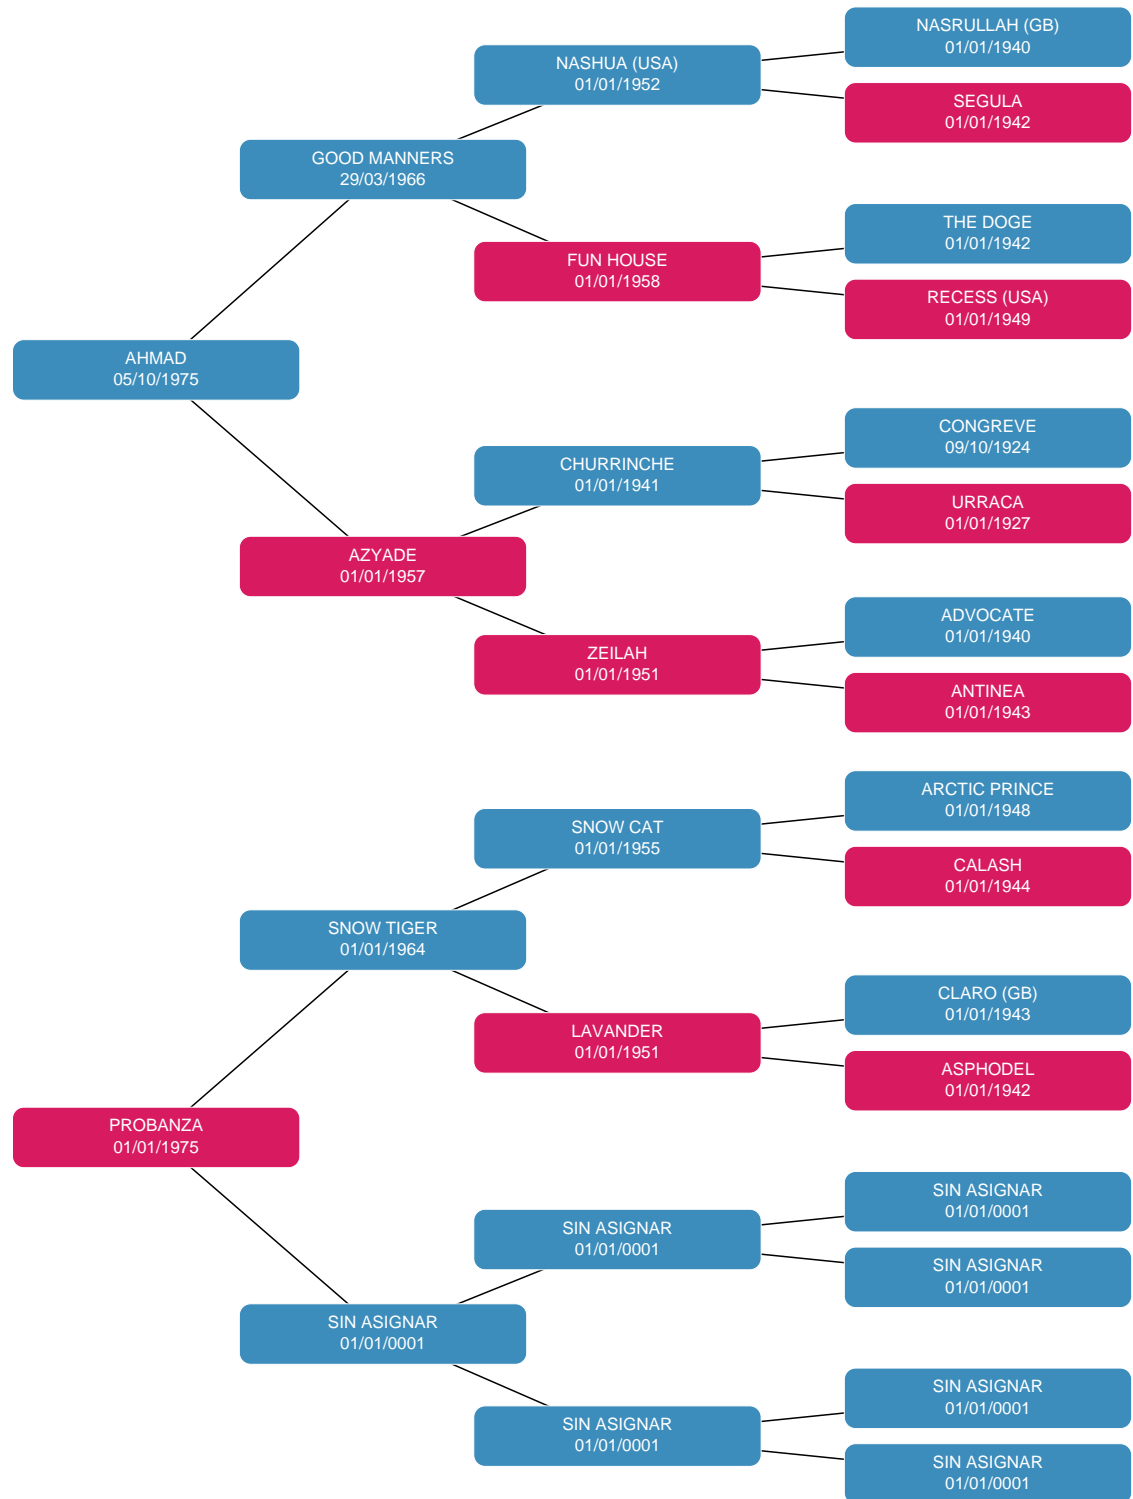 NASRULLAH (GB)
01/01/1940
NASHUA (USA)
01/01/1952
SEGULA
01/01/1942
GOOD MANNERS
29/03/1966
THE DOGE
01/01/1942
FUN HOUSE
01/01/1958
RECESS (USA)
01/01/1949
AHMAD
05/10/1975
CONGREVE
09/10/1924
CHURRINCHE
01/01/1941
URRACA
01/01/1927
AZYADE
01/01/1957
ADVOCATE
01/01/1940
ZEILAH
01/01/1951
ANTINEA
01/01/1943
ARCTIC PRINCE
01/01/1948
SNOW CAT
01/01/1955
CALASH
01/01/1944
SNOW TIGER
01/01/1964
CLARO (GB)
01/01/1943
LAVANDER
01/01/1951
ASPHODEL
01/01/1942
PROBANZA
01/01/1975
SIN ASIGNAR
01/01/0001
SIN ASIGNAR
01/01/0001
SIN ASIGNAR
01/01/0001
SIN ASIGNAR
01/01/0001
SIN ASIGNAR
01/01/0001
SIN ASIGNAR
01/01/0001
SIN ASIGNAR
01/01/0001